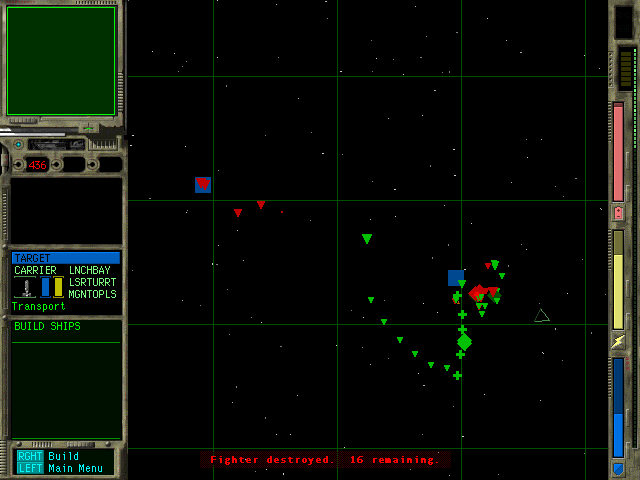 436
TARGET
CARRIER LNCHBAY
LSRTURRT
MGNTOPLS
Transport
BUILD SHIPS
RGHT Build
LEFT Main Menu
Fighter destroyed. 16 remaining.